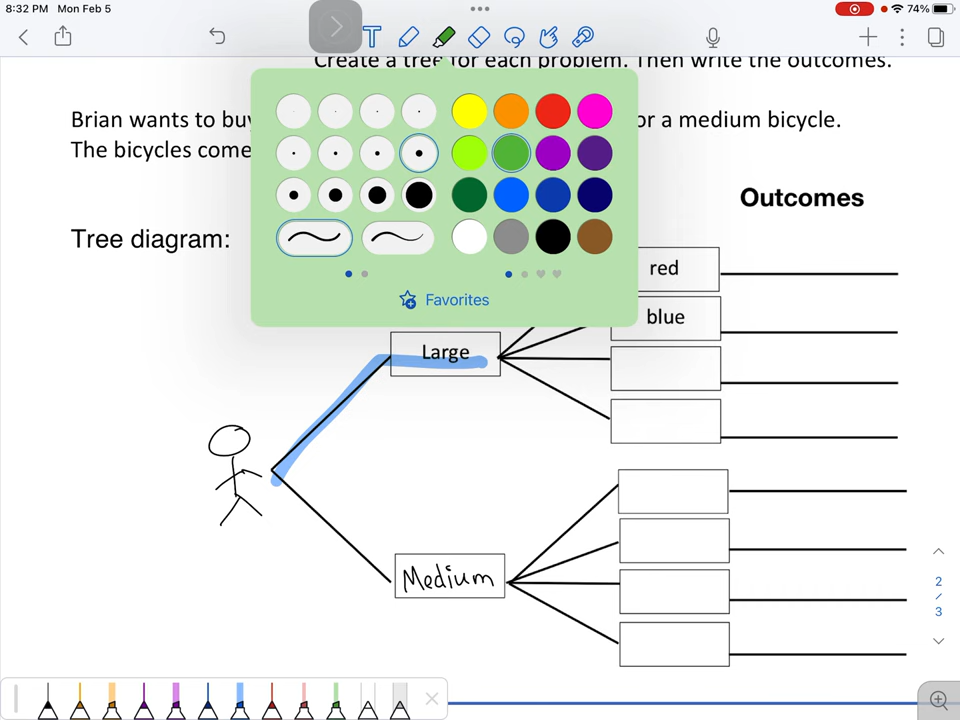 8:32 PM Mon Feb 5
74%
T
Create a tree for each problem. Then write the outcomes.
Brian wants to buy
or a medium bicycle.
The bicycles come
Outcomes
Tree diagram:
red
blue
Favorites
Large
Medium
2
/
3